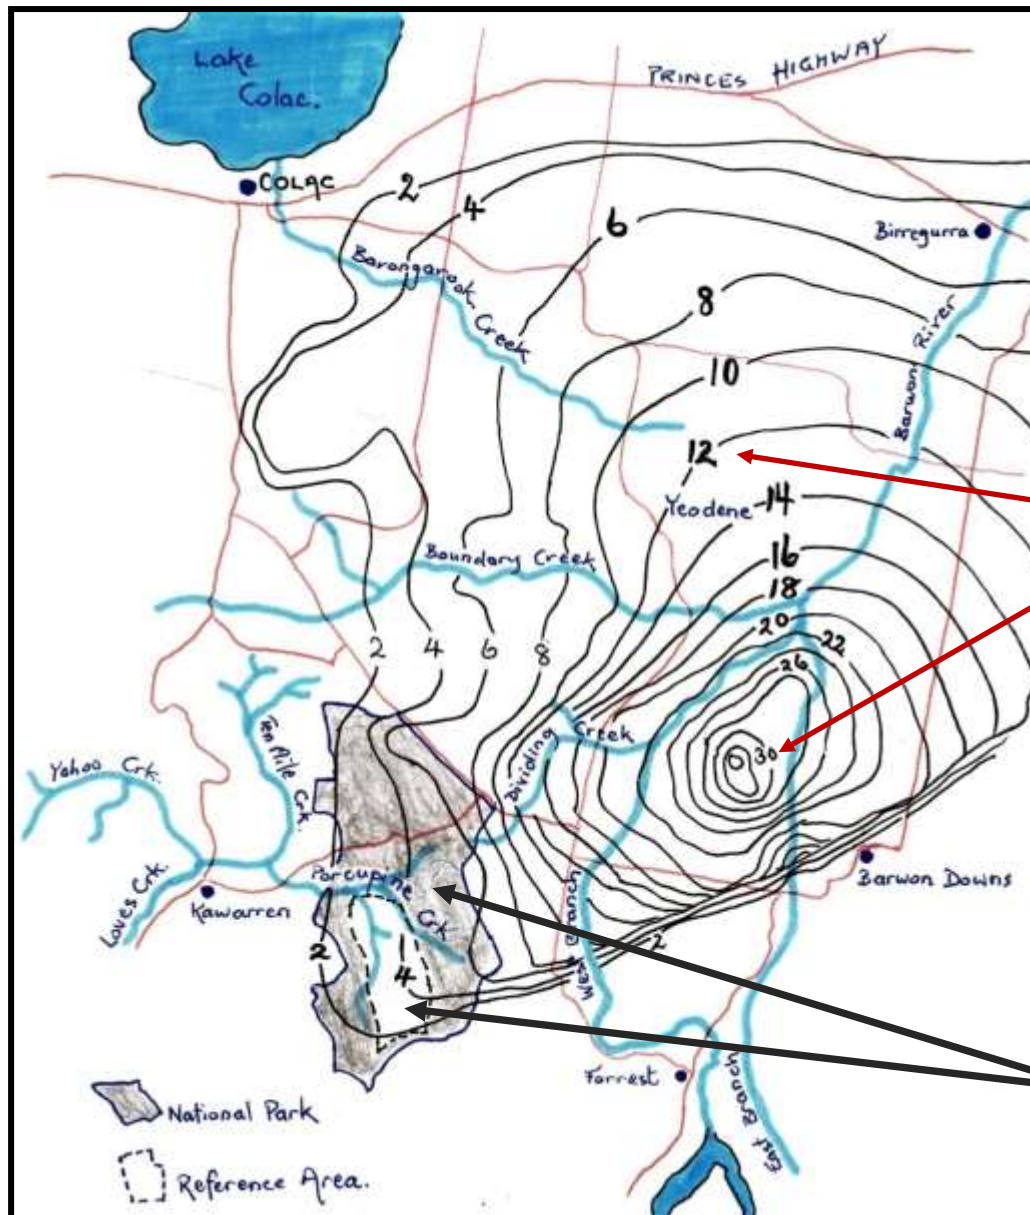 Lake
Colac.
PRINCES HIGHWAY
COLAC
2
4
6
Birregurra
Barongarook Creek
8
Barwon River
10
12
Yeodene
14
Boundary Creek
16
18
20
22
2
4
6
8
26
30
Dividing Creek
Ten Mile Crk.
Yahoo Crk.
Loves Crk.
Kawarren
Porcupine Crk
Barwon Downs
2
4
2
West Branch
Forrest
East Branch
National Park
Reference Area.